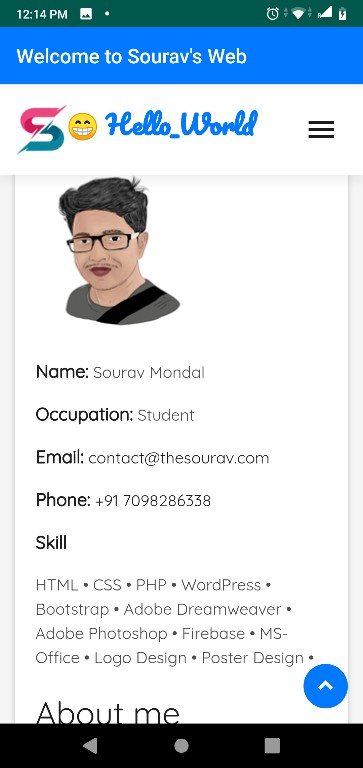 12:14 PM
Welcome to Sourav's Web
Hello_World
Name: Sourav Mondal
Occupation: Student
Email: contact@thesourav.com
Phone: +91 7098286338
Skill
HTML • CSS • PHP • WordPress •
Bootstrap • Adobe Dreamweaver •
Adobe Photoshop • Firebase • MS-
Office • Logo Design • Poster Design •
About me